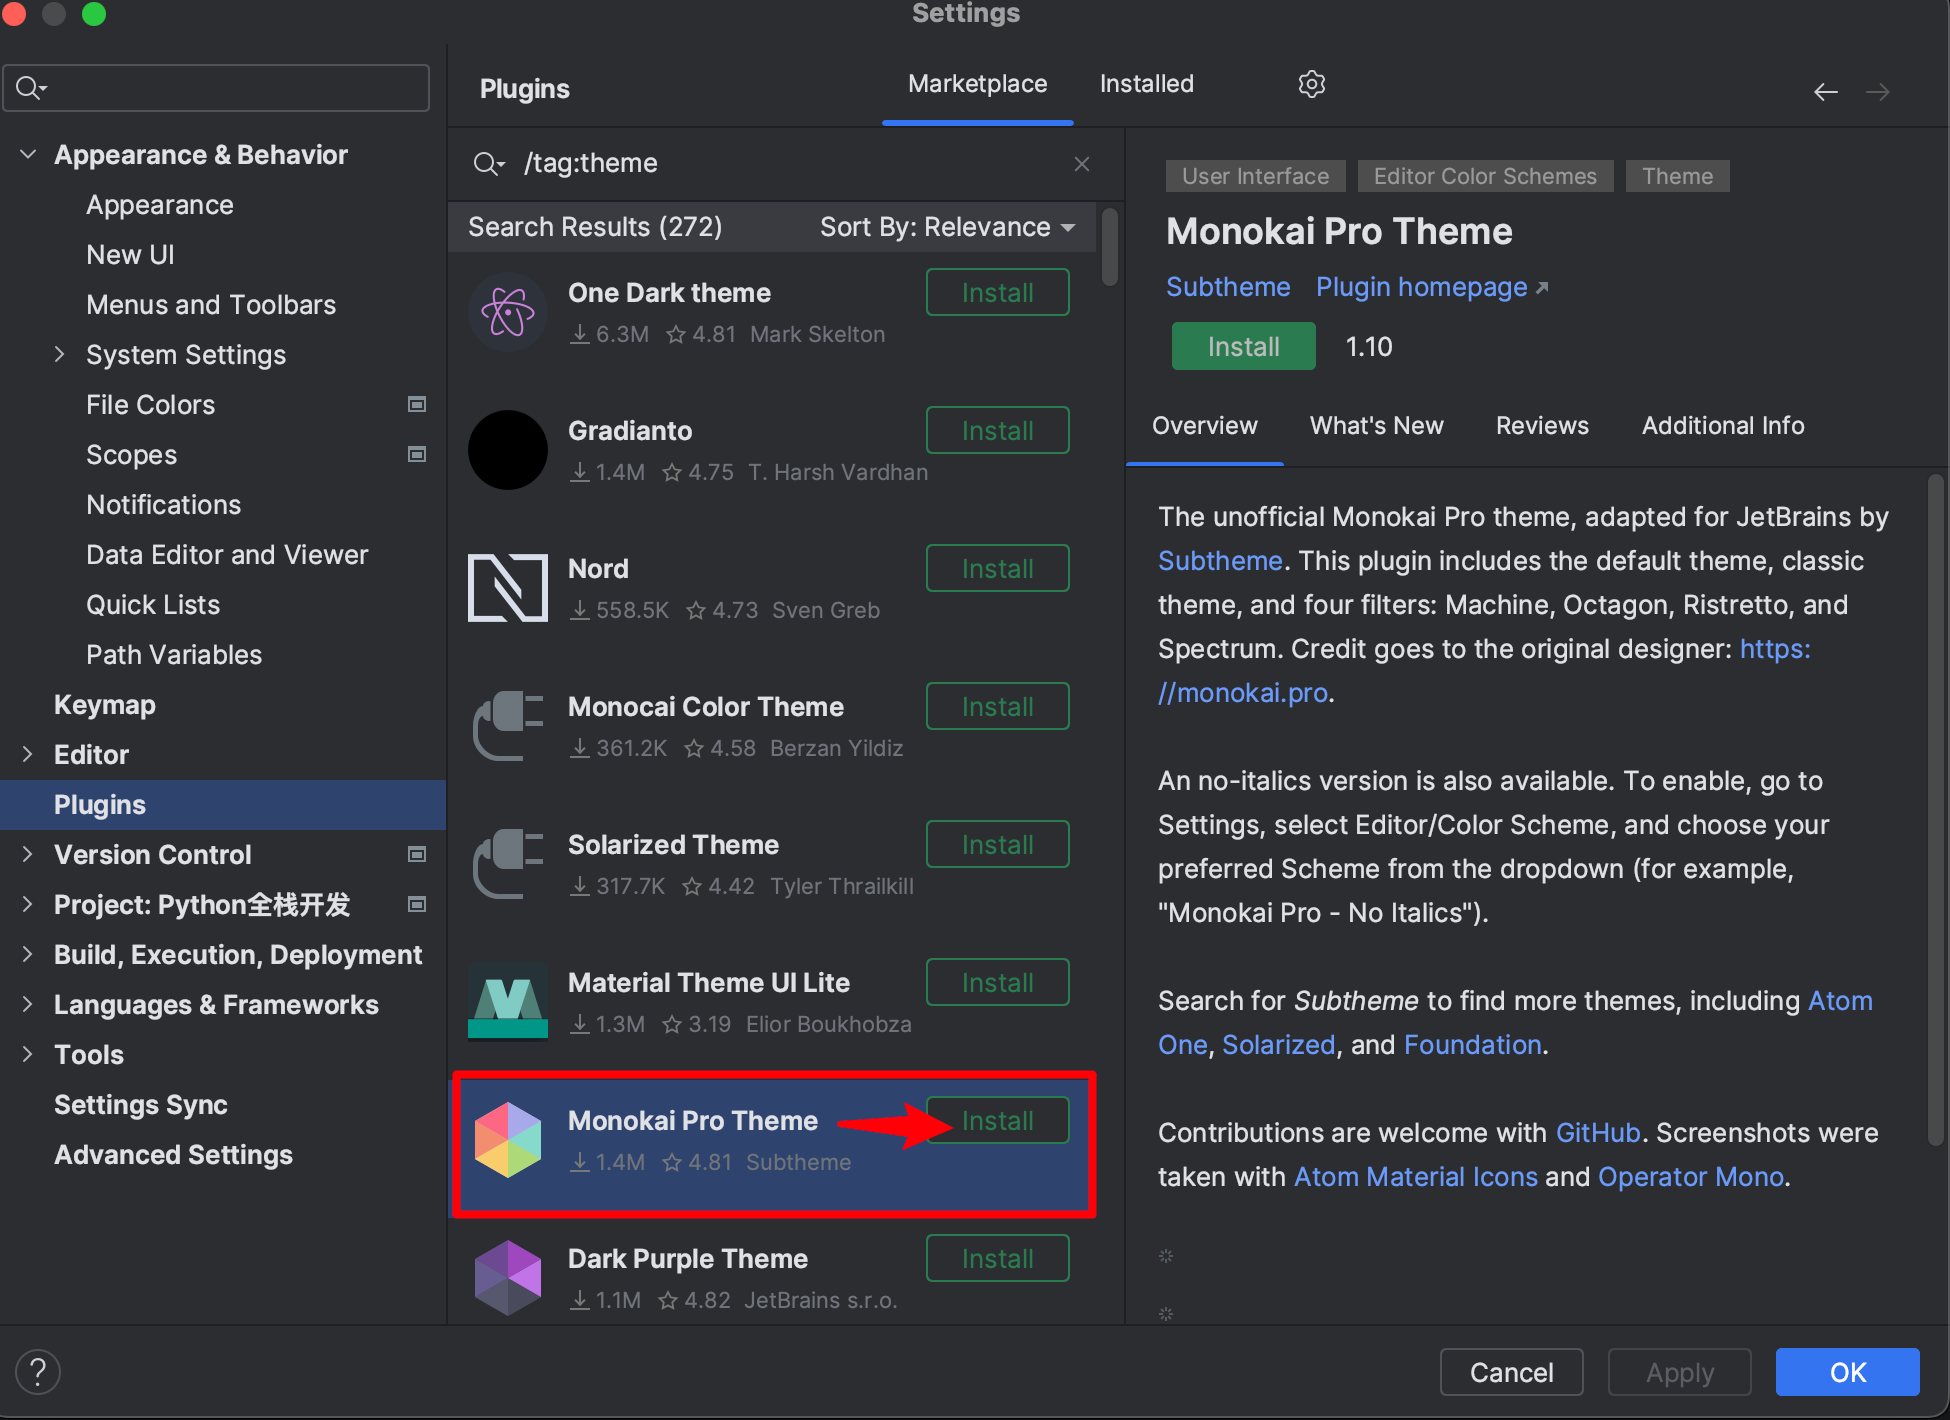 Settings
Appearance & Behavior
Appearance
New UI
Menus and Toolbars
System Settings
File Colors
Scopes
Notifications
Data Editor and Viewer
Quick Lists
Path Variables
Keymap
Editor
Plugins
Version Control
Project: Python全栈开发
Build, Execution, Deployment
Languages & Frameworks
Tools
Settings Sync
Advanced Settings
?
Plugins
Marketplace
Installed
/tag:theme
Search Results (272) Sort By: Relevance
One Dark theme Install
6.3M 4.81 Mark Skelton
Gradianto Install
1.4M 4.75 T. Harsh Vardhan
Nord Install
558.5K 4.73 Sven Greb
Monocai Color Theme Install
361.2K 4.58 Berzan Yildiz
Solarized Theme Install
317.7K 4.42 Tyler Thrailkill
Material Theme UI Lite Install
1.3M 3.19 Elior Boukhobza
Monokai Pro Theme Install
1.4M 4.81 Subtheme
Dark Purple Theme Install
1.1M 4.82 JetBrains s.r.o.
User Interface Editor Color Schemes Theme
Monokai Pro Theme
Subtheme Plugin homepage
Install 1.10
Overview What's New Reviews Additional Info
The unofficial Monokai Pro theme, adapted for JetBrains by
Subtheme. This plugin includes the default theme, classic
theme, and four filters: Machine, Octagon, Ristretto, and
Spectrum. Credit goes to the original designer: https:
//monokai.pro.
An no-italics version is also available. To enable, go to
Settings, select Editor/Color Scheme, and choose your
preferred Scheme from the dropdown (for example,
"Monokai Pro - No Italics").
Search for Subtheme to find more themes, including Atom
One, Solarized, and Foundation.
Contributions are welcome with GitHub. Screenshots were
taken with Atom Material Icons and Operator Mono.
Cancel Apply OK